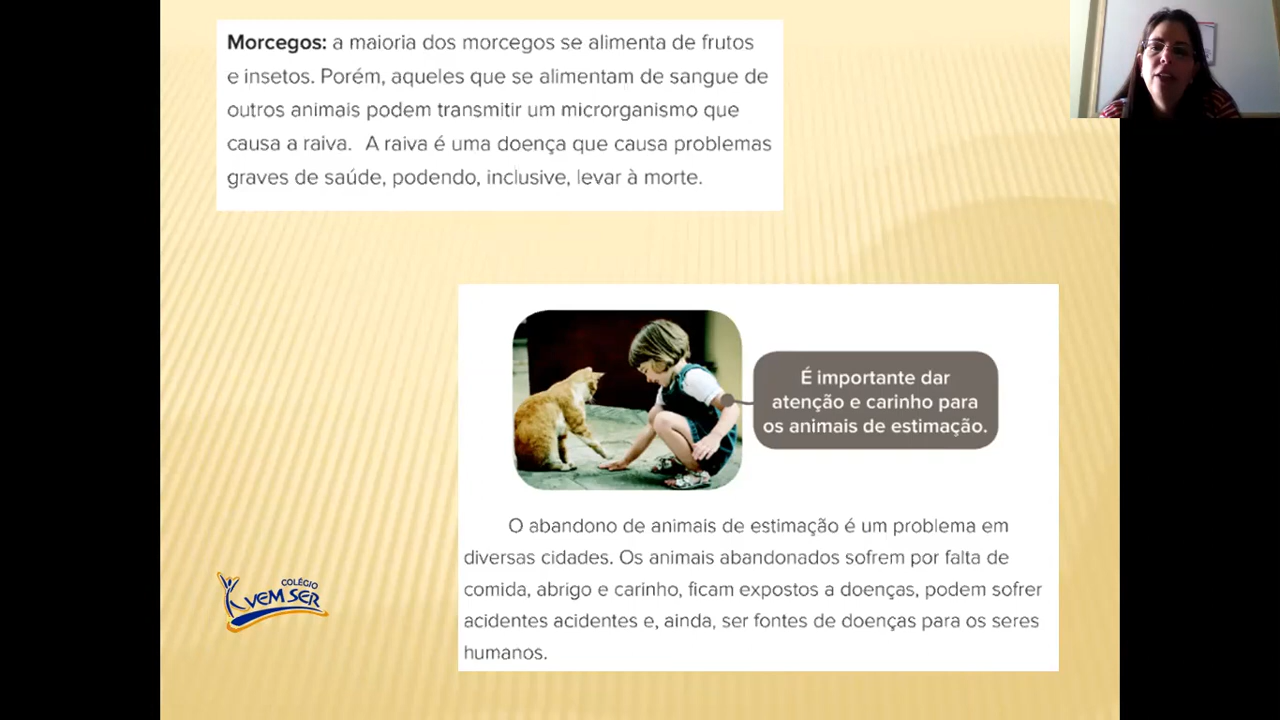 Morcegos: a maioria dos morcegos se alimenta de frutos
e insetos. Porém, aqueles que se alimentam de sangue de
outros animais podem transmitir um microrganismo que
causa a raiva. A raiva é uma doença que causa problemas
graves de saúde, podendo, inclusive, levar à morte.
É importante dar
atenção e carinho para
os animais de estimação.
O abandono de animais de estimação é um problema em
diversas cidades. Os animais abandonados sofrem por falta de
comida, abrigo e carinho, ficam expostos a doenças, podem sofrer
acidentes acidentes e, ainda, ser fontes de doenças para os seres
humanos.
COLÉGIO
VEM SER